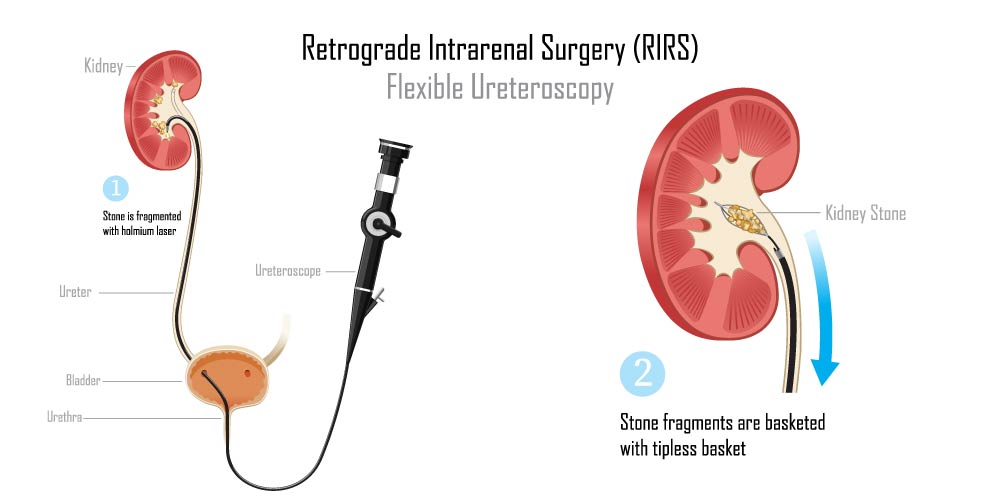 Retrograde Intrarenal Surgery (RIRS)
Flexible Ureteroscopy
Kidney
1
Stone is fragmented
with holmium laser
Ureteroscope
Ureter
Bladder
Urethra
Kidney Stone
2
Stone fragments are basketed
with tipless basket